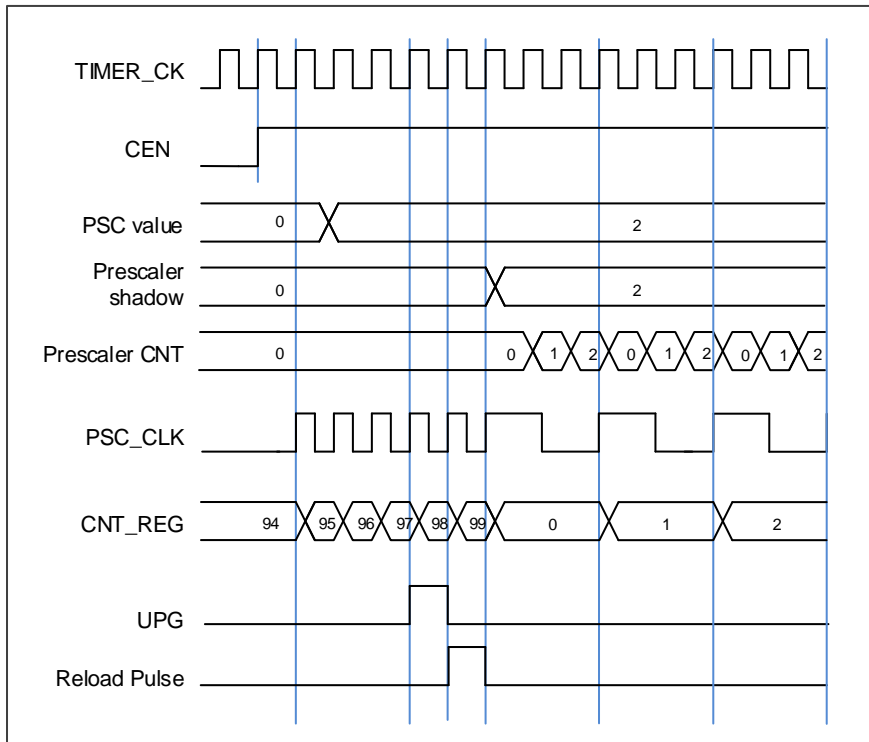 TIMER_CK
CEN
PSC value 0 2
Prescaler
shadow 0 2
Prescaler CNT 0 0 1 2 0 1 2 0 1 2
PSC_CLK
CNT_REG 94 95 96 97 98 99 0 1 2
UPG
Reload Pulse